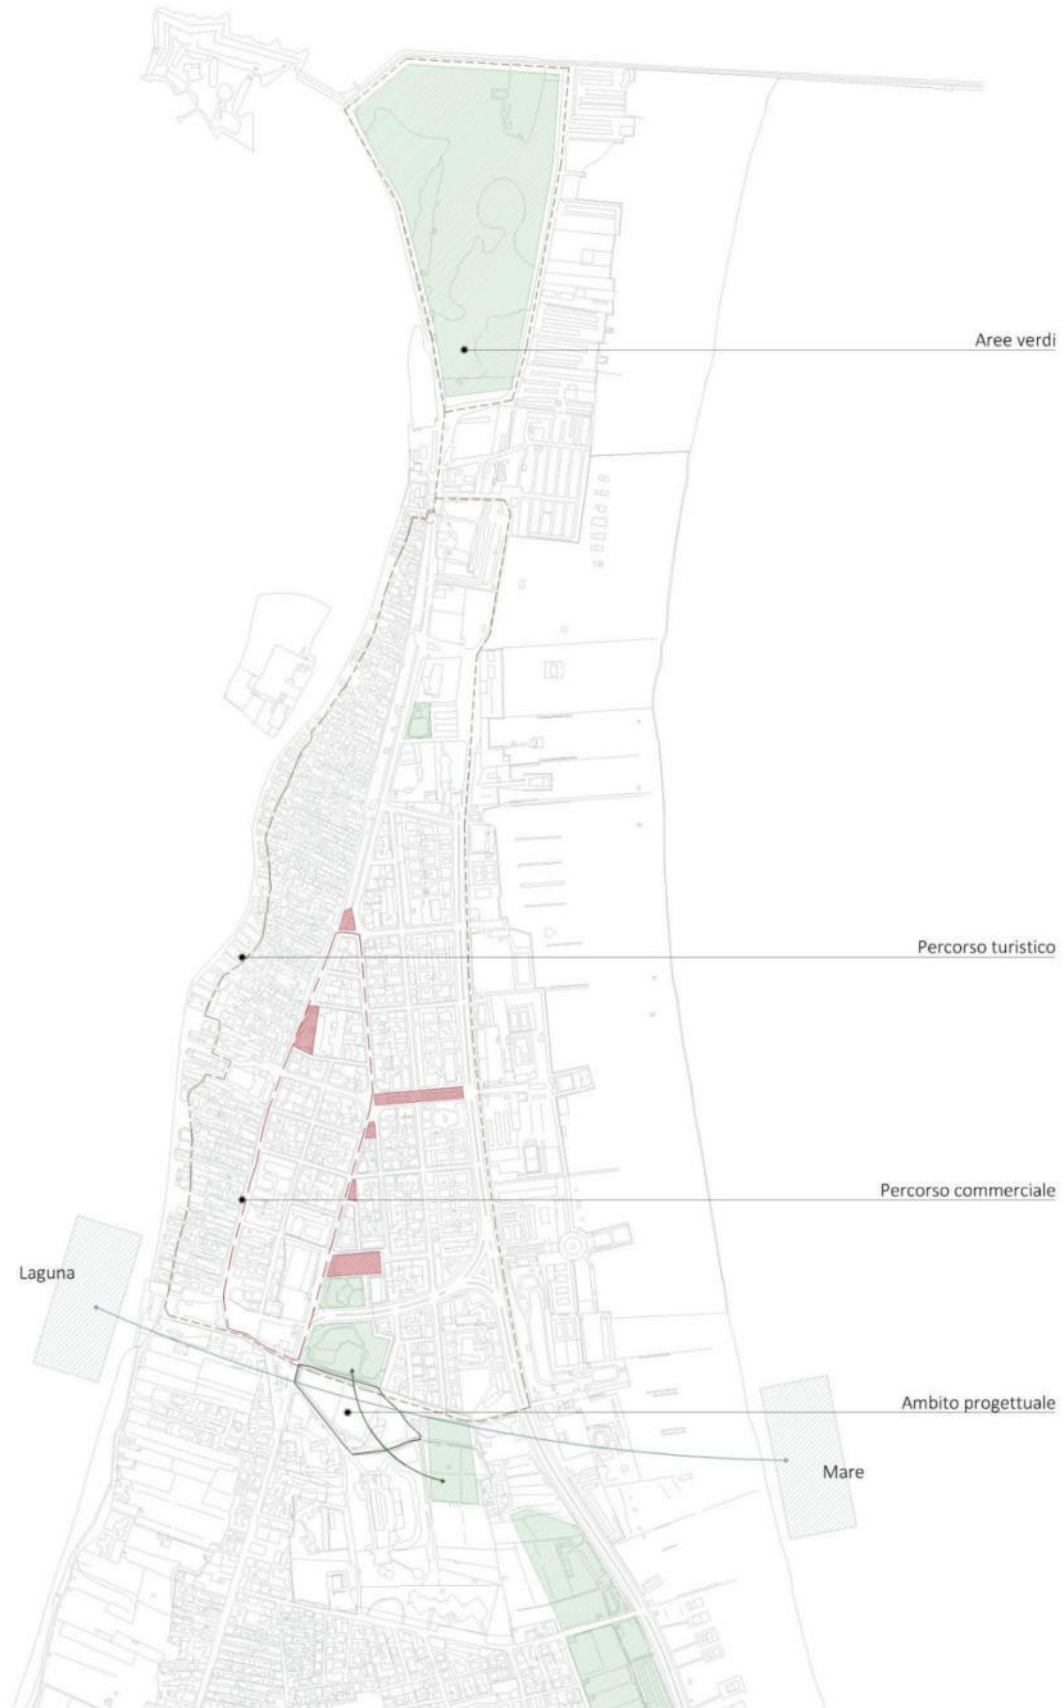 Aree verdi
Percorso turistico
Percorso commerciale
Laguna
Ambito progettuale
Mare